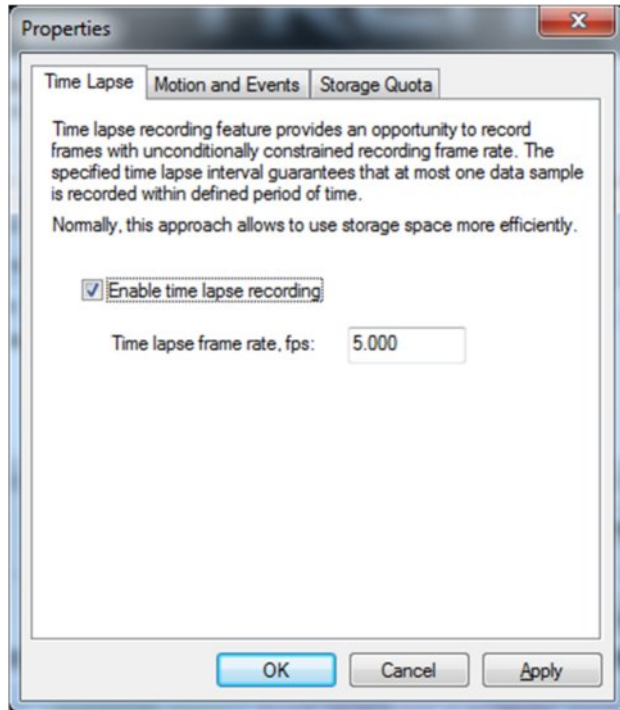 Properties
Time Lapse
Motion and Events
Storage Quota
Time lapse recording feature provides an opportunity to record
frames with unconditionally constrained recording frame rate. The
specified time lapse interval guarantees that at most one data sample
is recorded within defined period of time.
Normally, this approach allows to use storage space more efficiently.
Enable time lapse recording
Time lapse frame rate, fps: 5.000
OK Cancel Apply